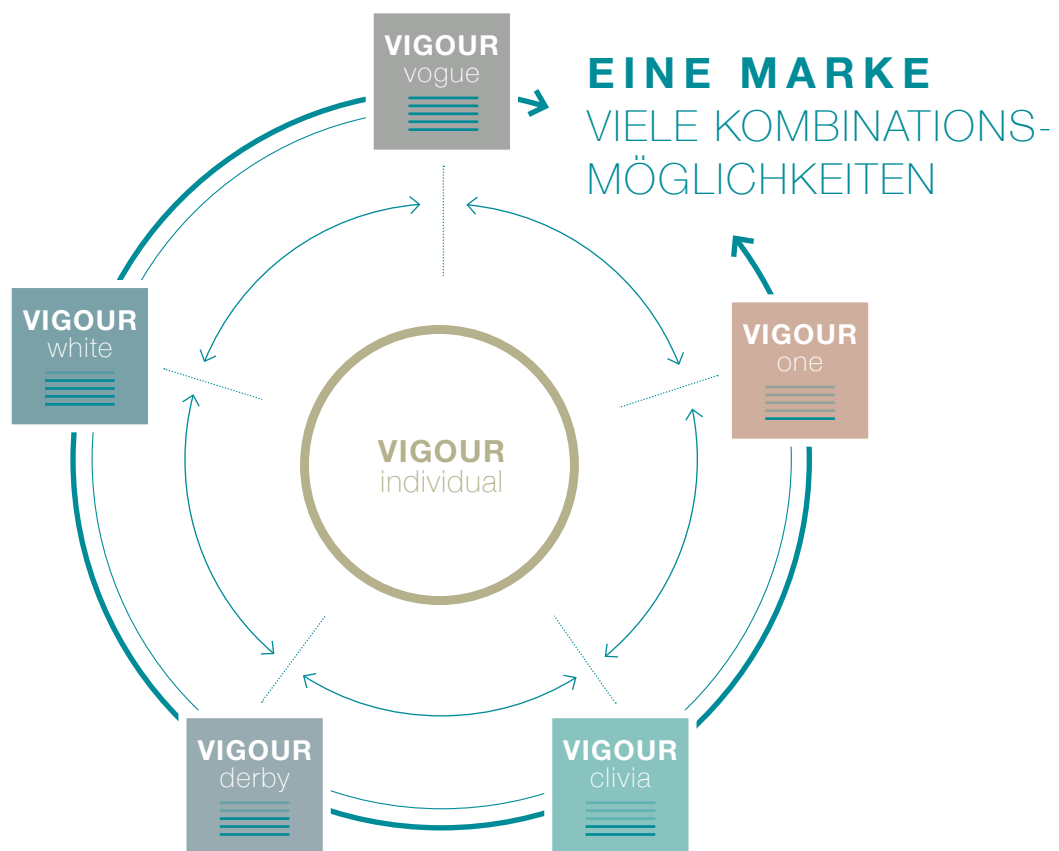 VIGOUR
vogue
EINE MARKE
VIELE KOMBINATIONS-
MÖGLICHKEITEN
VIGOUR
white
VIGOUR
one
VIGOUR
individual
VIGOUR
derby
VIGOUR
clivia